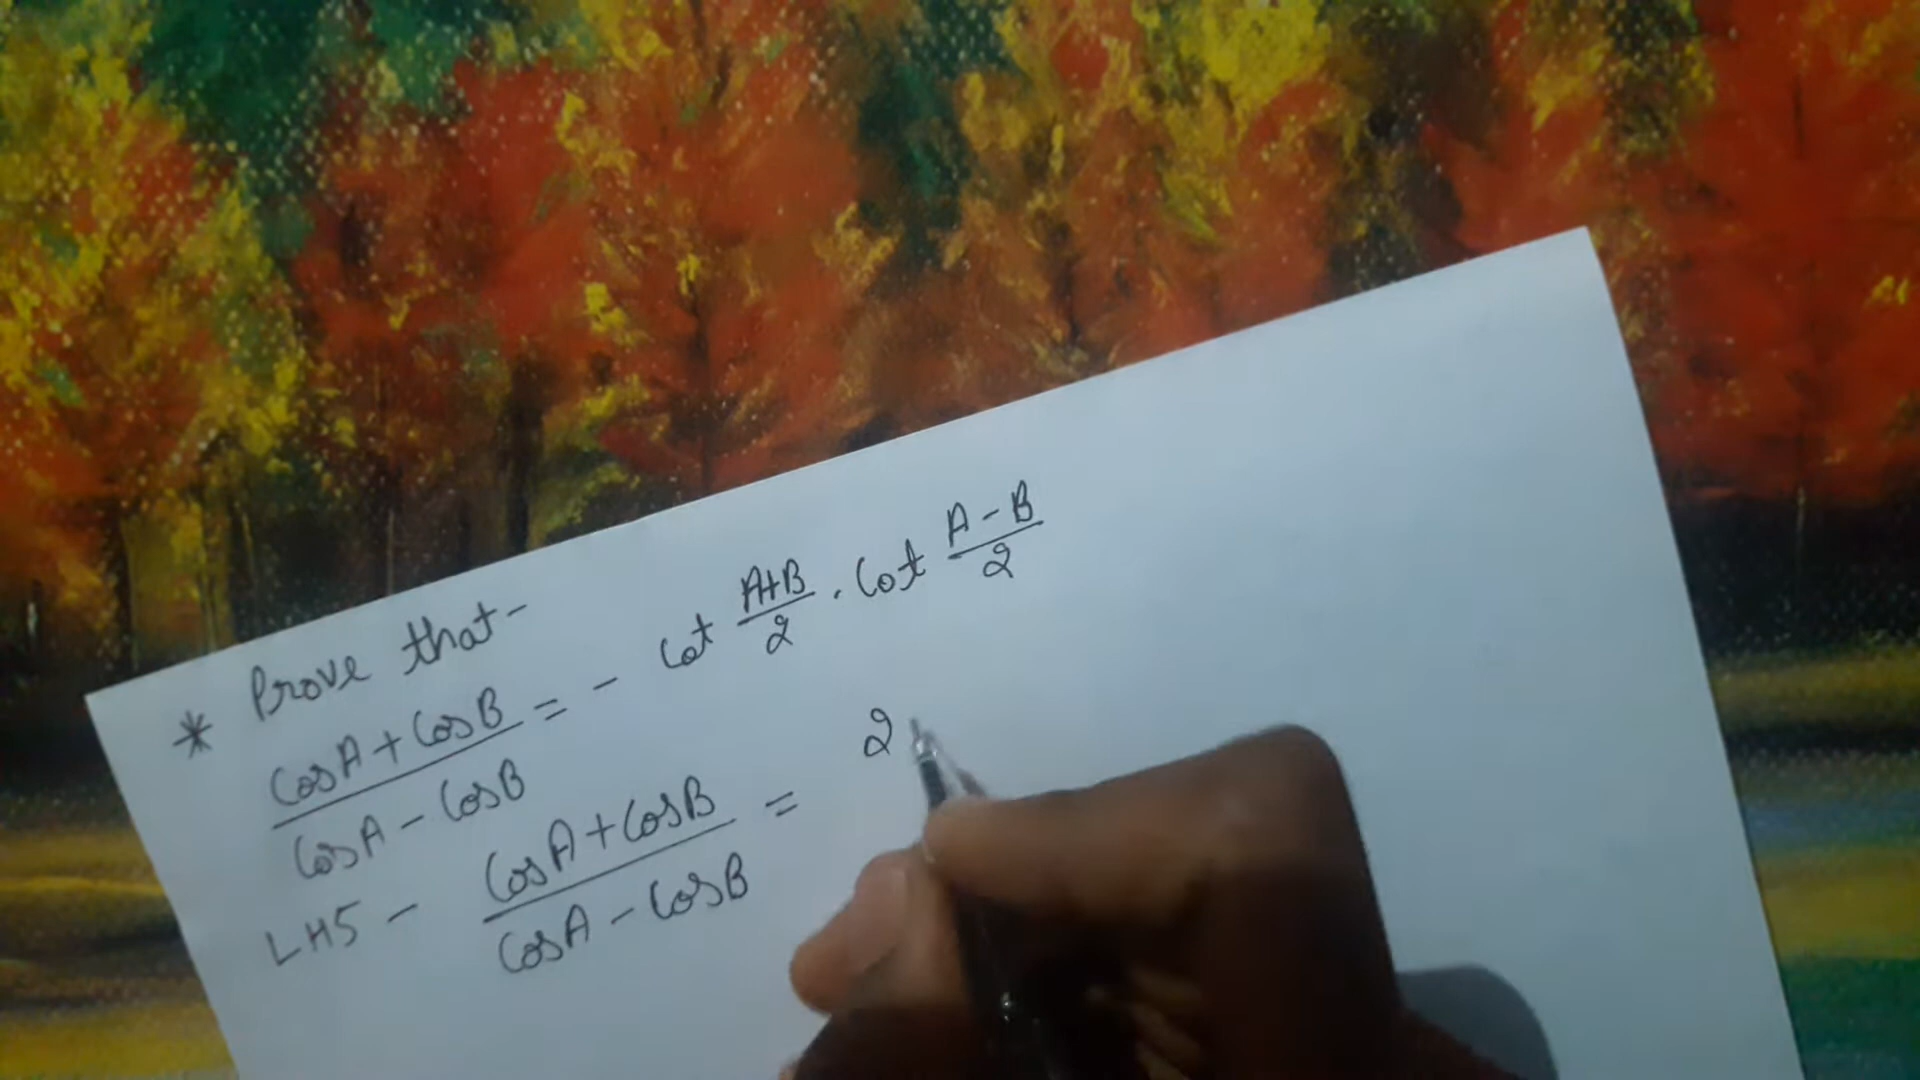 * Prove that-
CosA + CosB / CosA - CosB = - Cot A+B / 2 . Cot A - B / 2
LHS - CosA + CosB / CosA - CosB = 2